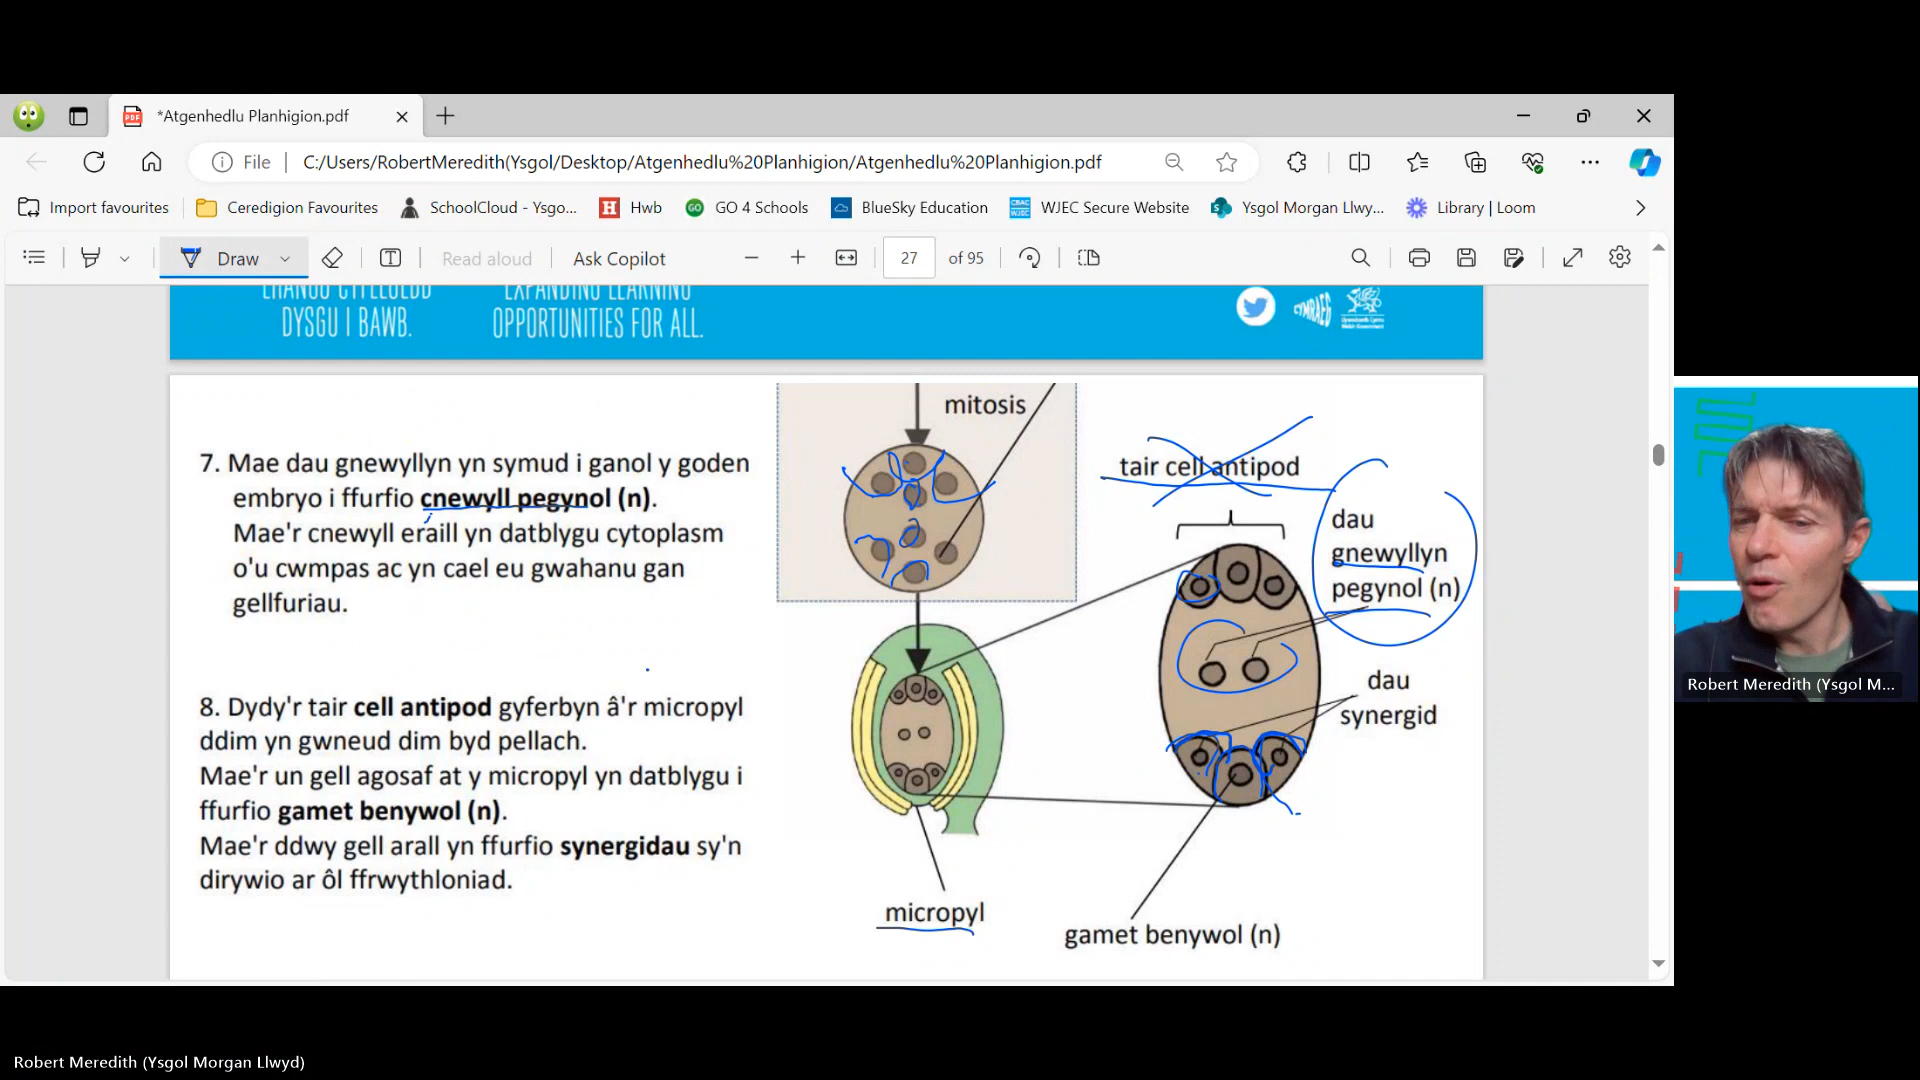 *Atgenhedlu Planhigion.pdf
File
C:/Users/RobertMeredith(Ysgol/Desktop/Atgenhedlu%20Planhigion/Atgenhedlu%20Planhigion.pdf
Import favourites
Ceredigion Favourites
SchoolCloud - Ysgo...
Hwb
GO 4 Schools
BlueSky Education
WJEC Secure Website
Ysgol Morgan Llwy...
Library | Loom
Draw
Read aloud
Ask Copilot
27
of 95
EHANGU CYFLEOEDD
DYSGU I BAWB.
EXPANDING LEARNING
OPPORTUNITIES FOR ALL.
CYMRAEG
7. Mae dau gnewyllyn yn symud i ganol y goden
embryo i ffurfio cnewyll pegynol (n).
Mae'r cnewyll eraill yn datblygu cytoplasm
o'u cwmpas ac yn cael eu gwahanu gan
gellfuriau.
8. Dydy'r tair cell antipod gyferbyn â'r micropyl
ddim yn gwneud dim byd pellach.
Mae'r un gell agosaf at y micropyl yn datblygu i
ffurfio gamet benywol (n).
Mae'r ddwy gell arall yn ffurfio synergidau sy'n
dirywio ar ôl ffrwythloniad.
mitosis
tair cell antipod
dau
gnewyllyn
pegynol (n)
dau
synergid
micropyl
gamet benywol (n)
Robert Meredith (Ysgol M...
Robert Meredith (Ysgol Morgan Llwyd)